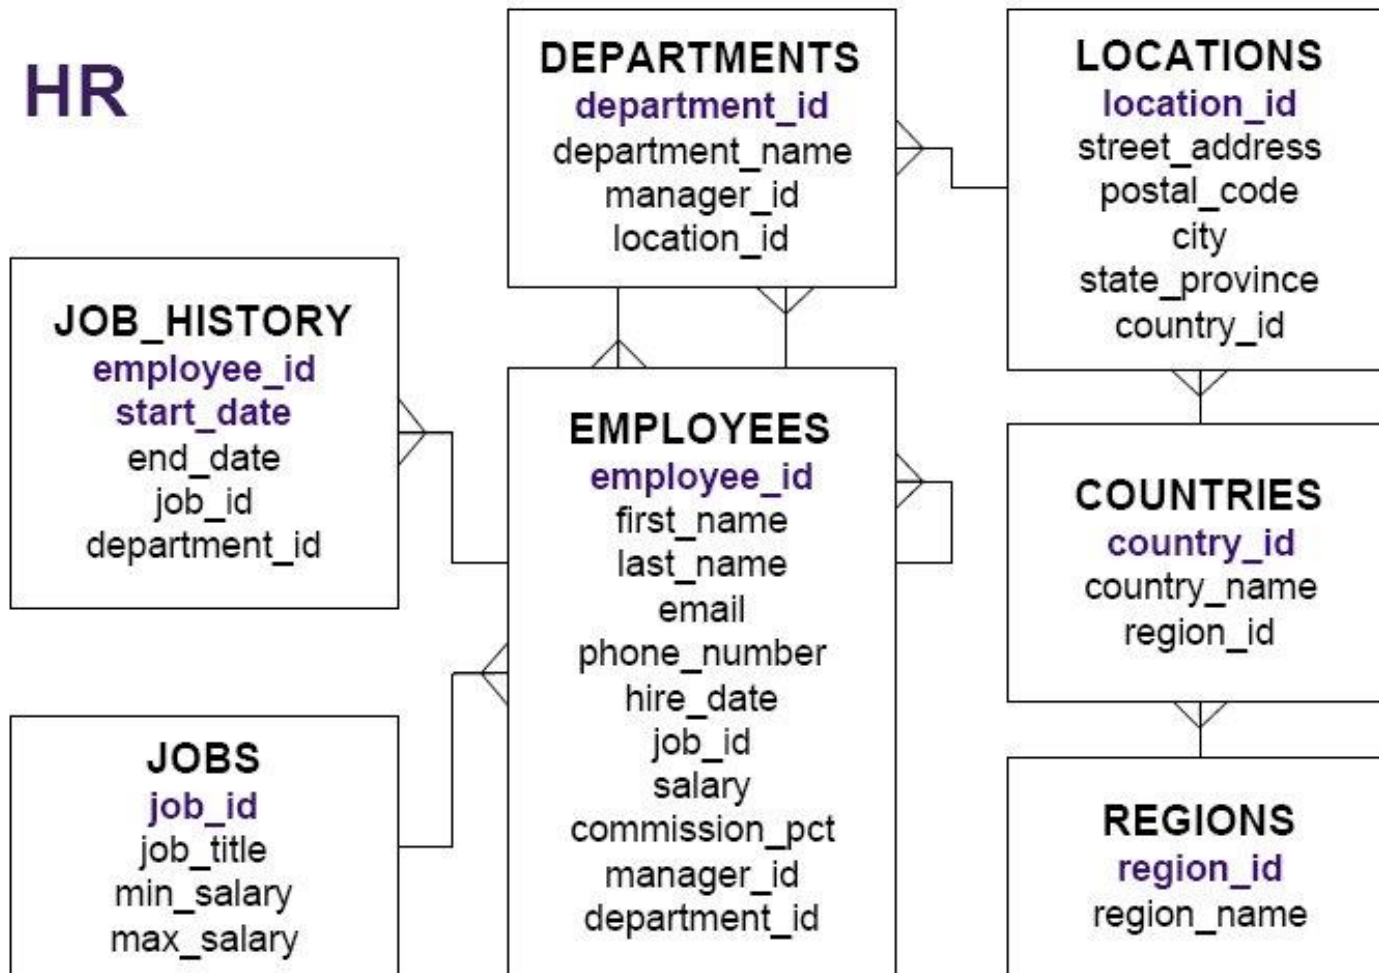 HR
DEPARTMENTS
department_id
department_name
manager_id
location_id
LOCATIONS
location_id
street_address
postal_code
city
state_province
country_id
JOB_HISTORY
employee_id
start_date
end_date
job_id
department_id
EMPLOYEES
employee_id
first_name
last_name
email
phone_number
hire_date
job_id
salary
commission_pct
manager_id
department_id
COUNTRIES
country_id
country_name
region_id
JOBS
job_id
job_title
min_salary
max_salary
REGIONS
region_id
region_name